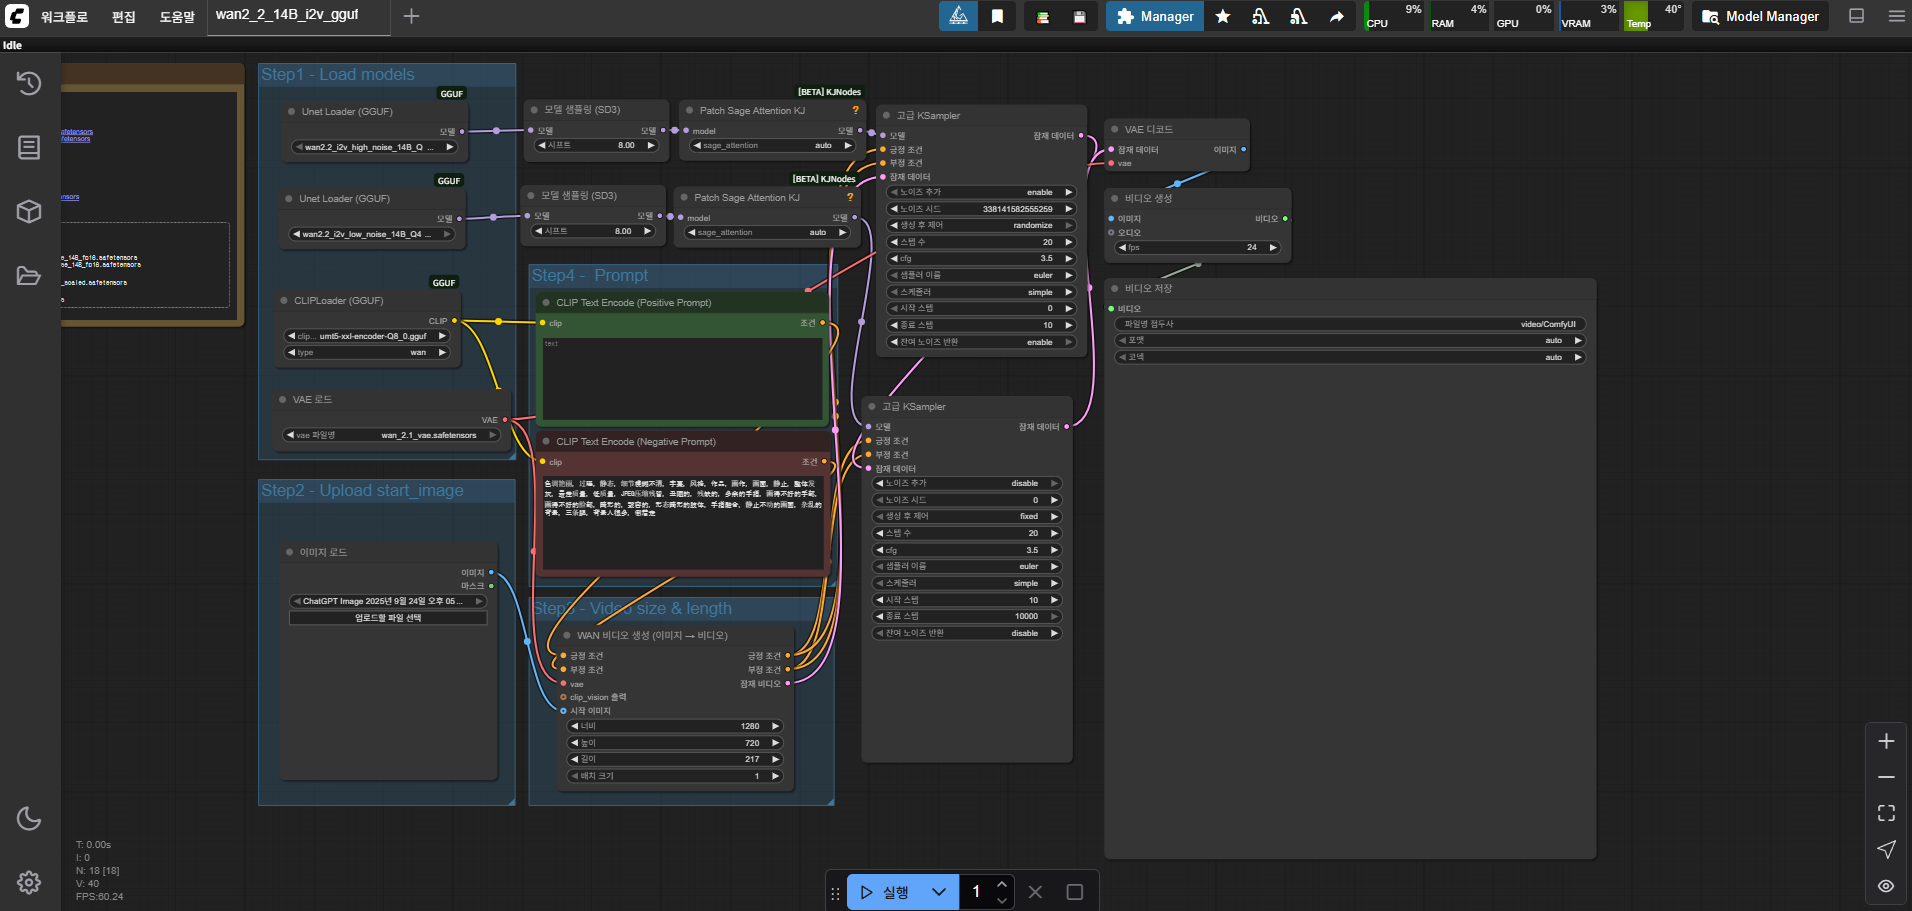 워크플로 편집 도움말 wan2_2_14B_i2v_gguf
Manager
CPU 9%
RAM 4%
GPU 0%
VRAM 3%
Temp 40°
Model Manager
Idle
Step1 - Load models
GGUF
Unet Loader (GGUF)
모델
wan2.2_i2v_high_noise_14B_Q ...
GGUF
Unet Loader (GGUF)
모델
wan2.2_i2v_low_noise_14B_Q4 ...
GGUF
CLIPLoader (GGUF)
CLIP
clip... umt5-xxl-encoder-Q8_0.gguf
type wan
VAE 로드
VAE
vae 파일명 wan_2.1_vae.safetensors
Step2 - Upload start_image
이미지 로드
이미지
마스크
ChatGPT Image 2025년 9월 24일 오후 05 ...
업로드할 파일 선택
모델 샘플링 (SD3)
모델 모델
시프트 8.00
모델 샘플링 (SD3)
모델 모델
시프트 8.00
[BETA] KJNodes
Patch Sage Attention KJ ?
model 모델
sage_attention auto
[BETA] KJNodes
Patch Sage Attention KJ ?
model 모델
sage_attention auto
Step4 - Prompt
CLIP Text Encode (Positive Prompt)
clip 조건
text
CLIP Text Encode (Negative Prompt)
clip 조건
Step3 - Video size & length
WAN 비디오 생성 (이미지 → 비디오)
긍정 조건 긍정 조건
부정 조건 부정 조건
vae 잠재 비디오
clip_vision 출력
시작 이미지
너비 1280
높이 720
길이 217
배치 크기 1
고급 KSampler
모델 잠재 데이터
긍정 조건
부정 조건
잠재 데이터
노이즈 추가 enable
노이즈 시드 338141582555259
생성 후 제어 randomize
스텝 수 20
cfg 3.5
샘플러 이름 euler
스케줄러 simple
시작 스텝 0
종료 스텝 10
잔여 노이즈 반환 enable
고급 KSampler
모델 잠재 데이터
긍정 조건
부정 조건
잠재 데이터
노이즈 추가 disable
노이즈 시드 0
생성 후 제어 fixed
스텝 수 20
cfg 3.5
샘플러 이름 euler
스케줄러 simple
시작 스텝 10
종료 스텝 10000
잔여 노이즈 반환 disable
VAE 디코드
잠재 데이터 이미지
vae
비디오 생성
이미지 비디오
오디오
fps 24
비디오 저장
비디오
파일명 접두사 video/ComfyUI
포맷 auto
코덱 auto
T: 0.00s
I: 0
N: 18 [18]
V: 40
FPS:60.24
실행 1